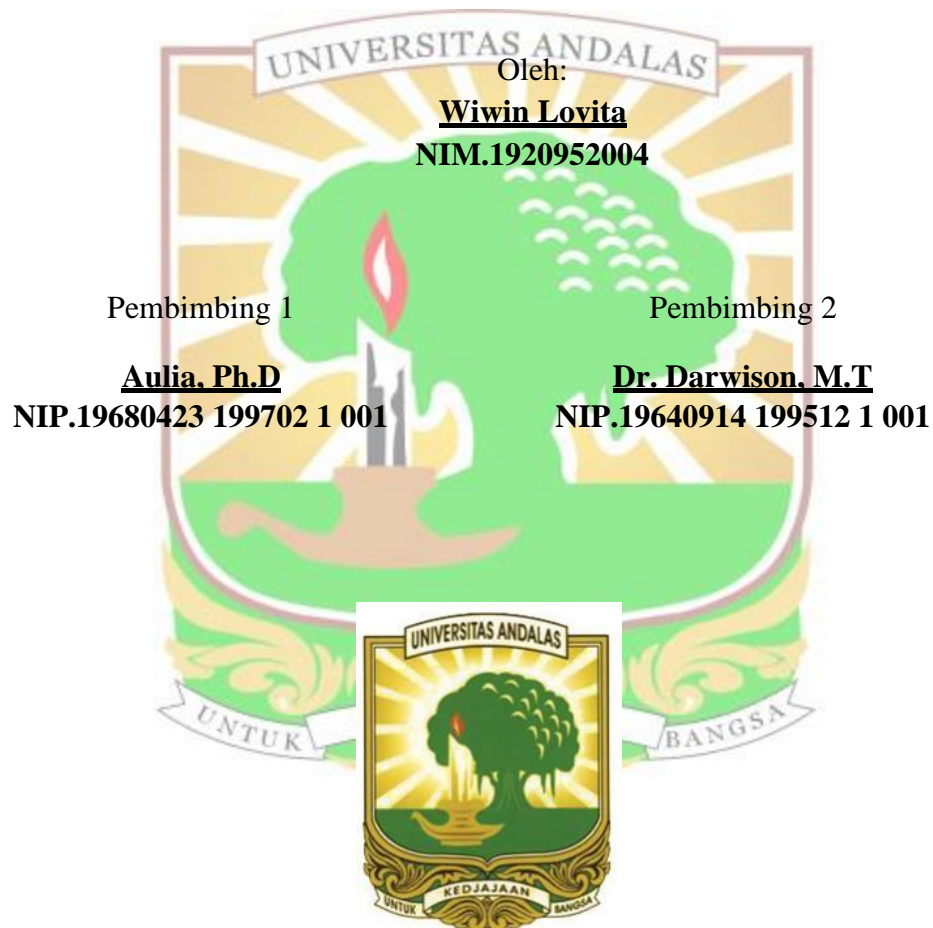 UNIVERSITAS ANDALAS
Oleh:
Wiwin Lovita
NIM.1920952004
Pembimbing 1
Pembimbing 2
Aulia, Ph.D
Dr. Darwison, M.T
NIP.19680423 199702 1 001
NIP.19640914 199512 1 001
UNIVERSITAS ANDALAS
UNTUK
BANGSA
KEDJAJAAN
UNTUK
BANGSA